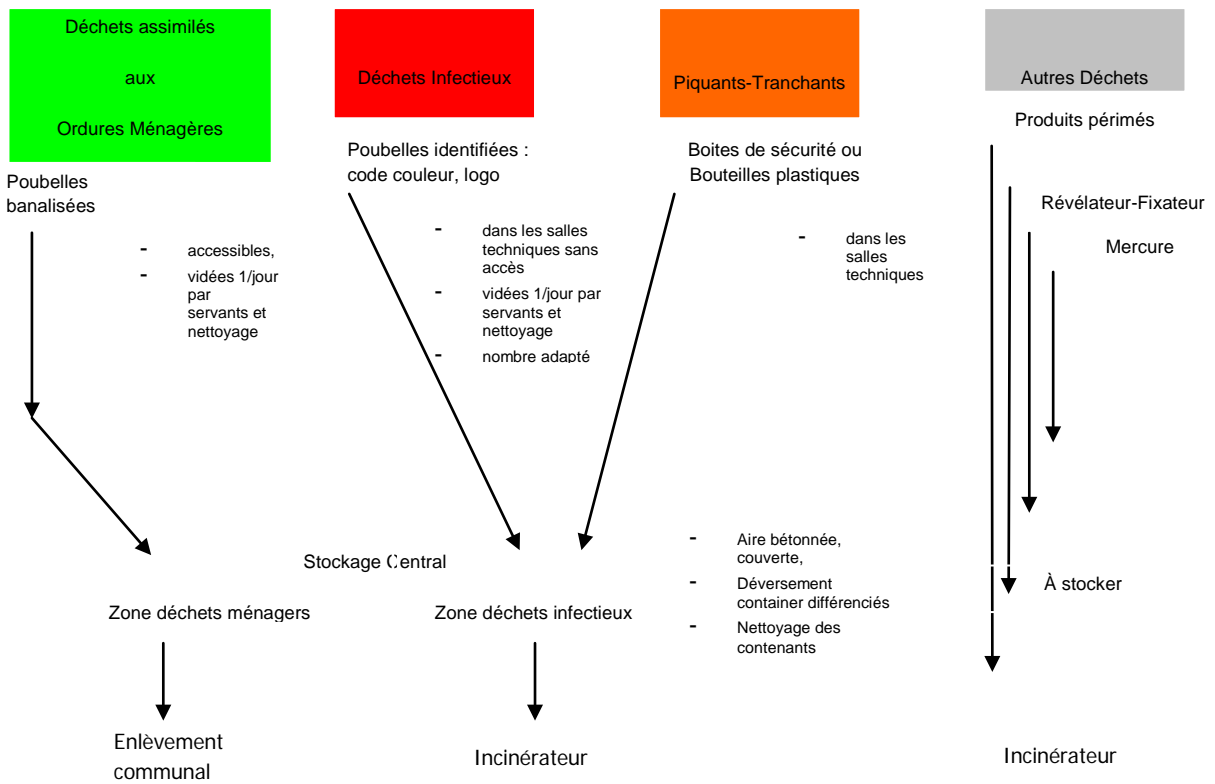 Déchets assimilés
aux
Ordures Ménagères
Déchets Infectieux
Piquants-Tranchants
Autres Déchets
Poubelles
banalisées
- accessibles,
- vidées 1/jour
par
servants et
nettoyage
Poubelles identifiées :
code couleur, logo
- dans les salles
techniques sans
accès
- vidées 1/jour par
servants et
nettoyage
- nombre adapté
Boites de sécurité ou
Bouteilles plastiques
- dans les
salles
techniques
Produits périmés
Révélateur-Fixateur
Mercure
Stockage Central
- Aire bétonnée,
couverte,
- Déversement
container différenciés
- Nettoyage des
contenants
À stocker
Zone déchets ménagers
Zone déchets infectieux
Enlèvement
communal
Incinérateur
Incinérateur